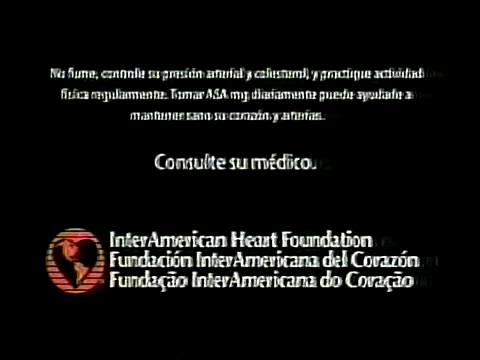 No fume, controle su presión arterial y colesterol, y practique actividad
física regularmente. Tomar ASA mg. diariamente puede ayudarle a
mantener sano su corazón y arterias.
Consulte su médico.
InterAmerican Heart Foundation
Fundación InterAmericana del Corazón
Fundação InterAmericana do Coração